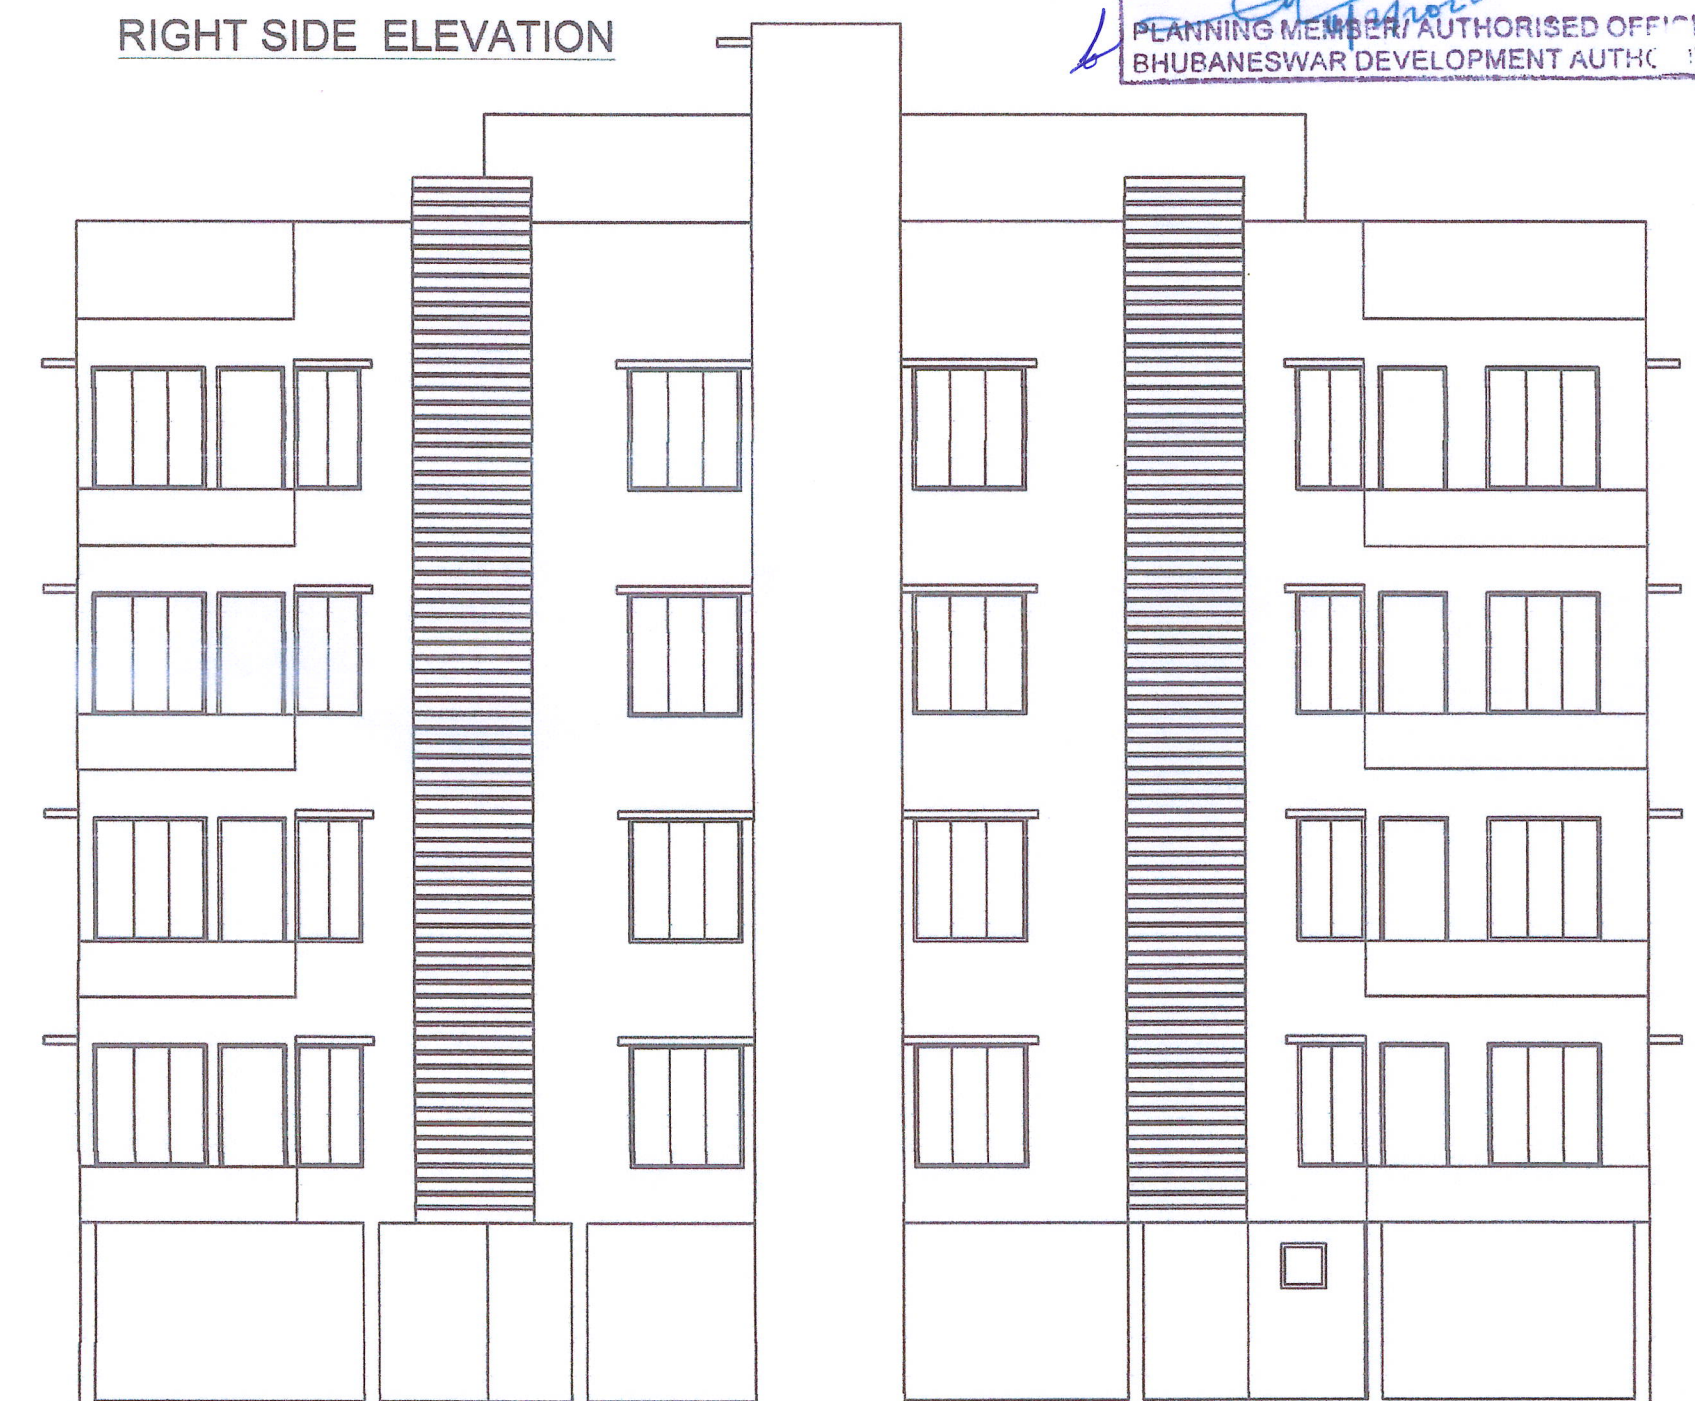 RIGHT SIDE ELEVATION
PLANNING MEMBER/ AUTHORISED
BHUBANESWAR DEVELOPMENT